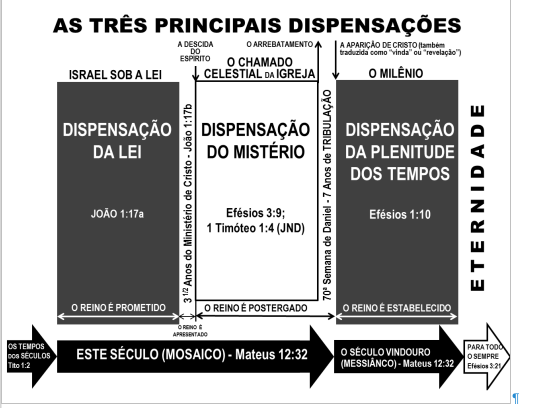 AS TRÊS PRINCIPAIS DISPENSAÇÕES
A DESCIDA
DO
ESPÍRITO
O ARREBATAMENTO
A APARIÇÃO DE CRISTO (também
traduzida como “vinda” ou “revelação”)
ISRAEL SOB A LEI
O CHAMADO
CELESTIAL DA IGREJA
O MILÊNIO
DISPENSAÇÃO
DA LEI
JOÃO 1:17a
3 1/2 Anos do Ministério de Cristo - João 1:17b
DISPENSAÇÃO
DO MISTÉRIO
Efésios 3:9;
1 Timóteo 1:4 (JND)
70ª Semana de Daniel - 7 Anos de TRIBULAÇÃO
DISPENSAÇÃO
DA PLENITUDE
DOS TEMPOS
Efésios 1:10
ETERNIDADE
O REINO É PROMETIDO
O REINO É
APRESENTADO
O REINO É POSTERGADO
O REINO É ESTABELECIDO
OS TEMPOS
DOS SÉCULOS
Tito 1:2
ESTE SÉCULO (MOSAICO) - Mateus 12:32
O SÉCULO VINDOURO
(MESSIÂNCO) - Mateus 12:32
PARA TODO
O SEMPRE
Efésios 3:21
¶